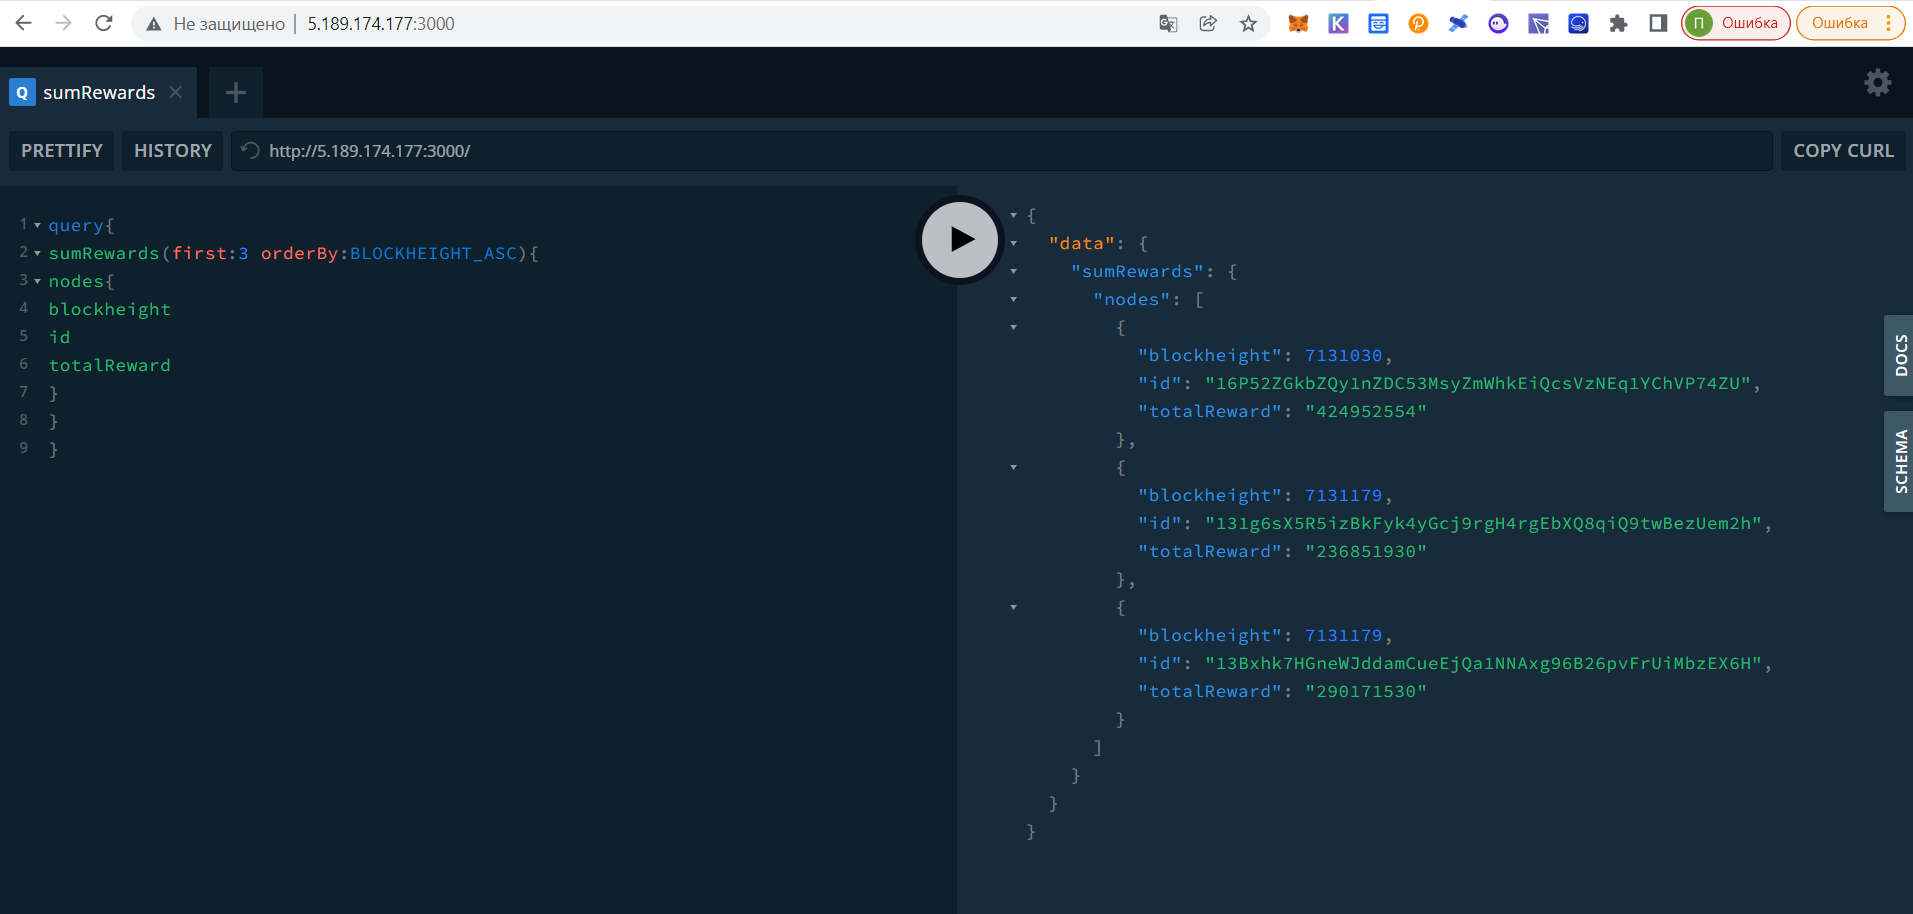 Не защищено | 5.189.174.177:3000
П Ошибка
Ошибка
Q sumRewards
PRETTIFY
HISTORY
http://5.189.174.177:3000/
COPY CURL
1 query{
2 sumRewards(first:3 orderBy:BLOCKHEIGHT_ASC){
3 nodes{
4 blockheight
5 id
6 totalReward
7 }
8 }
9 }
{
"data": {
"sumRewards": {
"nodes": [
{
"blockheight": 7131030,
"id": "16P52ZGkbZQy1nZDC53MsyZmWhkEiQcsVzNEq1YChVP74ZU",
"totalReward": "424952554"
},
{
"blockheight": 7131179,
"id": "131g6sX5R5izBkFyk4yGcj9rgH4rgEbXQ8qiQ9twBezUem2h",
"totalReward": "236851930"
},
{
"blockheight": 7131179,
"id": "13Bxhk7HGneWJddamCueEjQa1NNAxg96B26pvFrUiMbzEX6H",
"totalReward": "290171530"
}
]
}
}
}
DOCS
SCHEMA